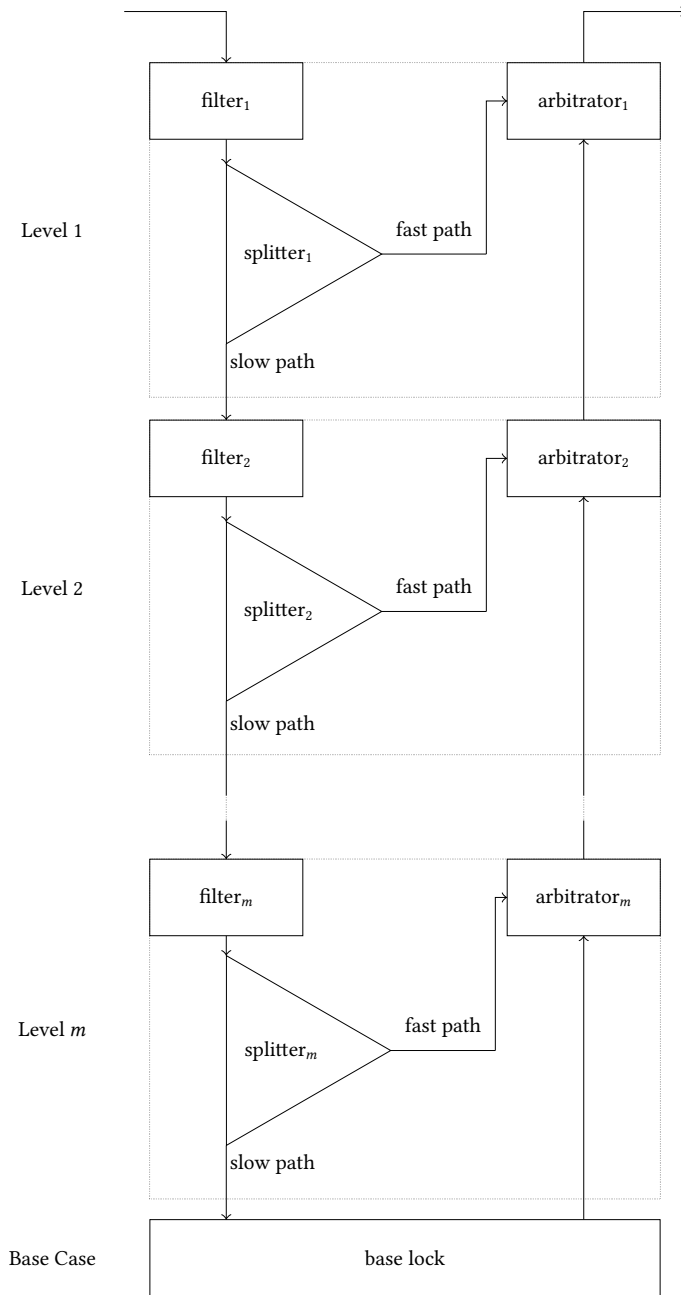 filter₁
arbitrator₁
Level 1
fast path
splitter₁
slow path
filter₂
arbitrator₂
Level 2
fast path
splitter₂
slow path
filterₘ
arbitratorₘ
Level m
fast path
splitterₘ
slow path
Base Case
base lock